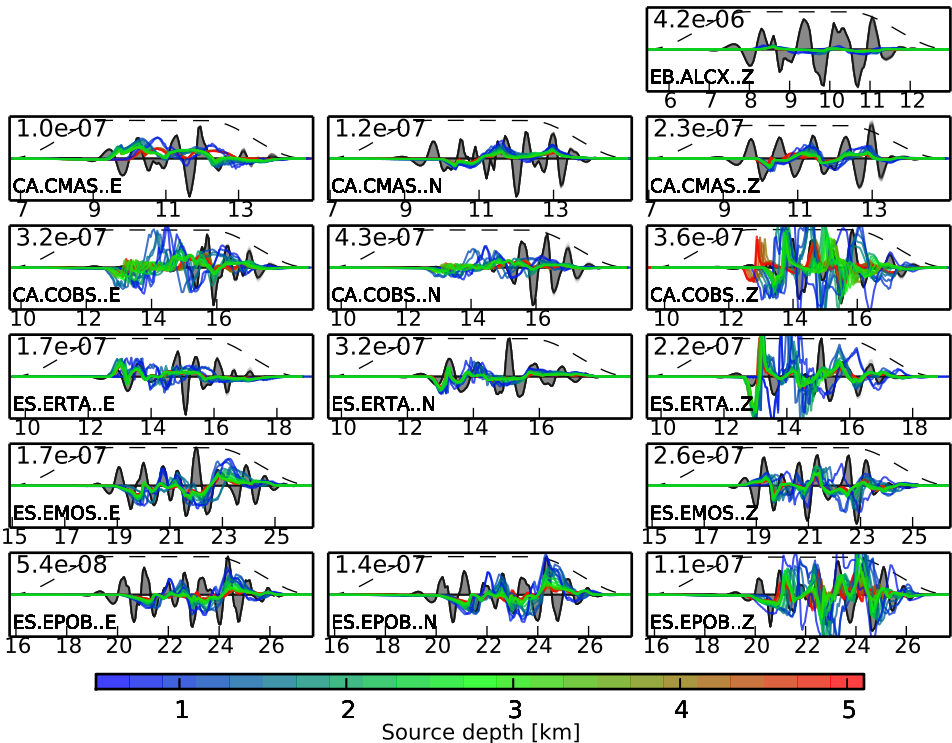 4.2e-06
EB.ALCX..Z
6 7 8 9 10 11 12
1.0e-07 1.2e-07 2.3e-07
CA.CMAS..E CA.CMAS..N CA.CMAS..Z
7 9 11 13 7 9 11 13 7 9 11 13
3.2e-07 4.3e-07 3.6e-07
CA.COBS..E CA.COBS..N CA.COBS..Z
10 12 14 16 10 12 14 16 10 12 14 16
1.7e-07 3.2e-07 2.2e-07
ES.ERTA..E ES.ERTA..N ES.ERTA..Z
10 12 14 16 18 10 12 14 16 10 12 14 16 18
1.7e-07 2.6e-07
ES.EMOS..E ES.EMOS..Z
15 17 19 21 23 25 15 17 19 21 23 25
5.4e-08 1.4e-07 1.1e-07
ES.EPOB..E ES.EPOB..N ES.EPOB..Z
16 18 20 22 24 26 16 18 20 22 24 26 16 18 20 22 24 26
1 2 3 4 5
Source depth [km]